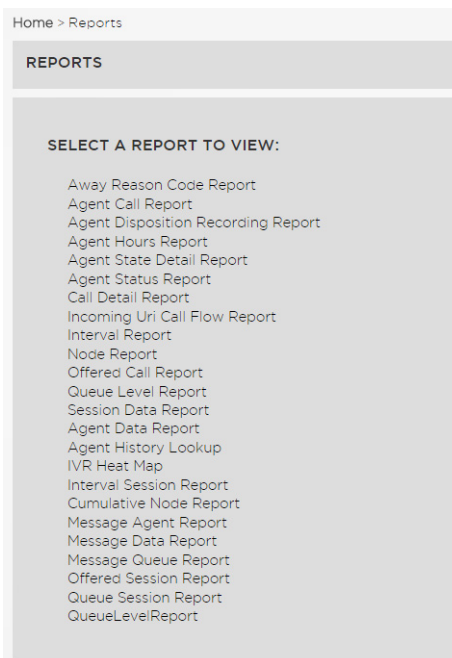 Home > Reports
REPORTS
SELECT A REPORT TO VIEW:
Away Reason Code Report
Agent Call Report
Agent Disposition Recording Report
Agent Hours Report
Agent State Detail Report
Agent Status Report
Call Detail Report
Incoming Uri Call Flow Report
Interval Report
Node Report
Offered Call Report
Queue Level Report
Session Data Report
Agent Data Report
Agent History Lookup
IVR Heat Map
Interval Session Report
Cumulative Node Report
Message Agent Report
Message Data Report
Message Queue Report
Offered Session Report
Queue Session Report
QueueLevelReport